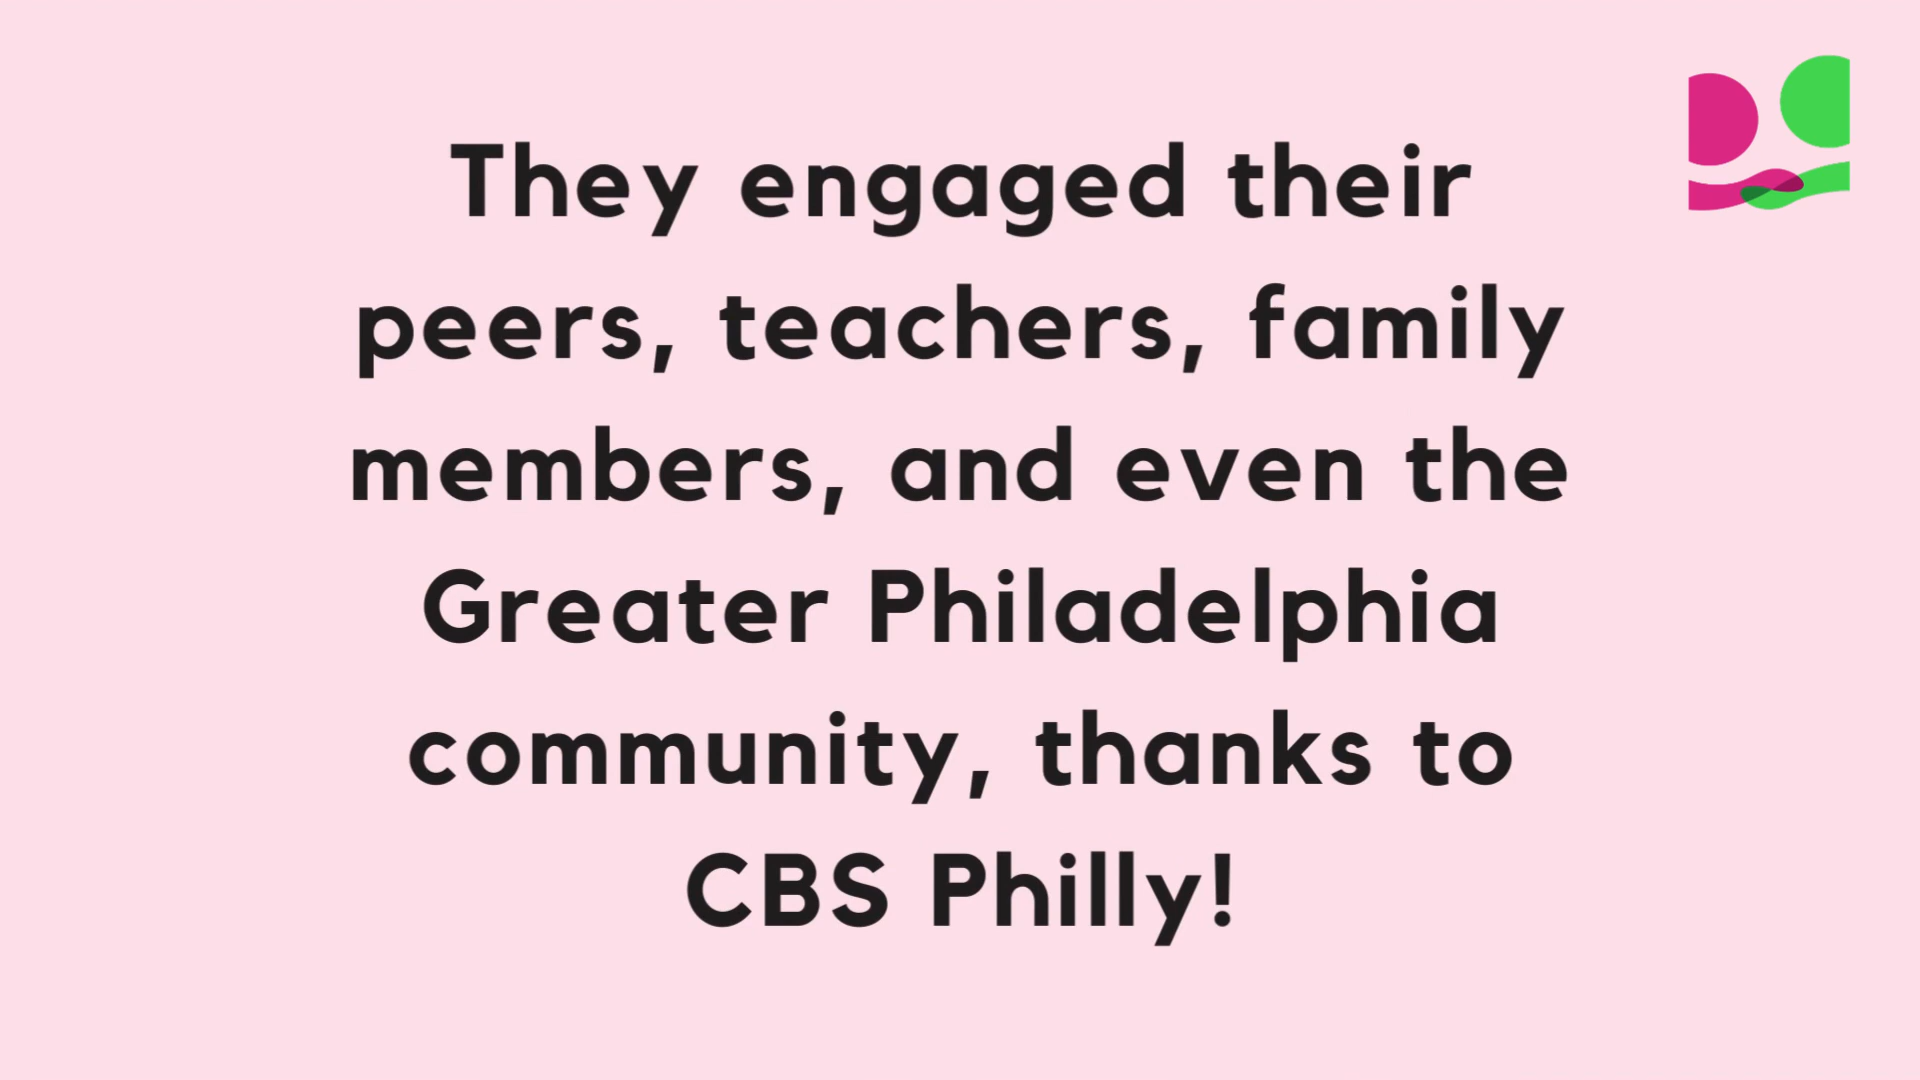 They engaged their
peers, teachers, family
members, and even the
Greater Philadelphia
community, thanks to
CBS Philly!